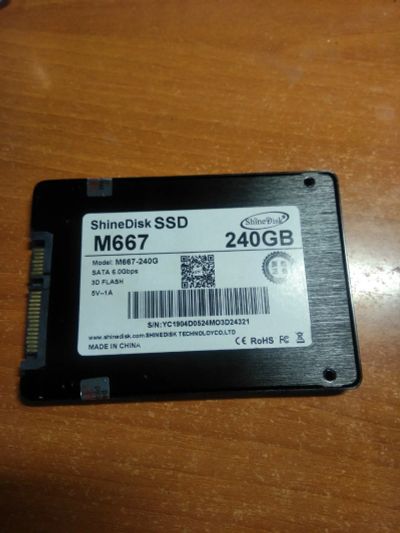 ShineDisk SSD
ShineDisk
M667
240GB
Model: M667-240G
SATA 6.0Gbps
3D FLASH
5V⎓1A
S/N:YC1904D0524MO3D24321
www.shinedisk.com SHINEDISK TECHNOLOYCO,LTD
MADE IN CHINA
CE RoHS FC